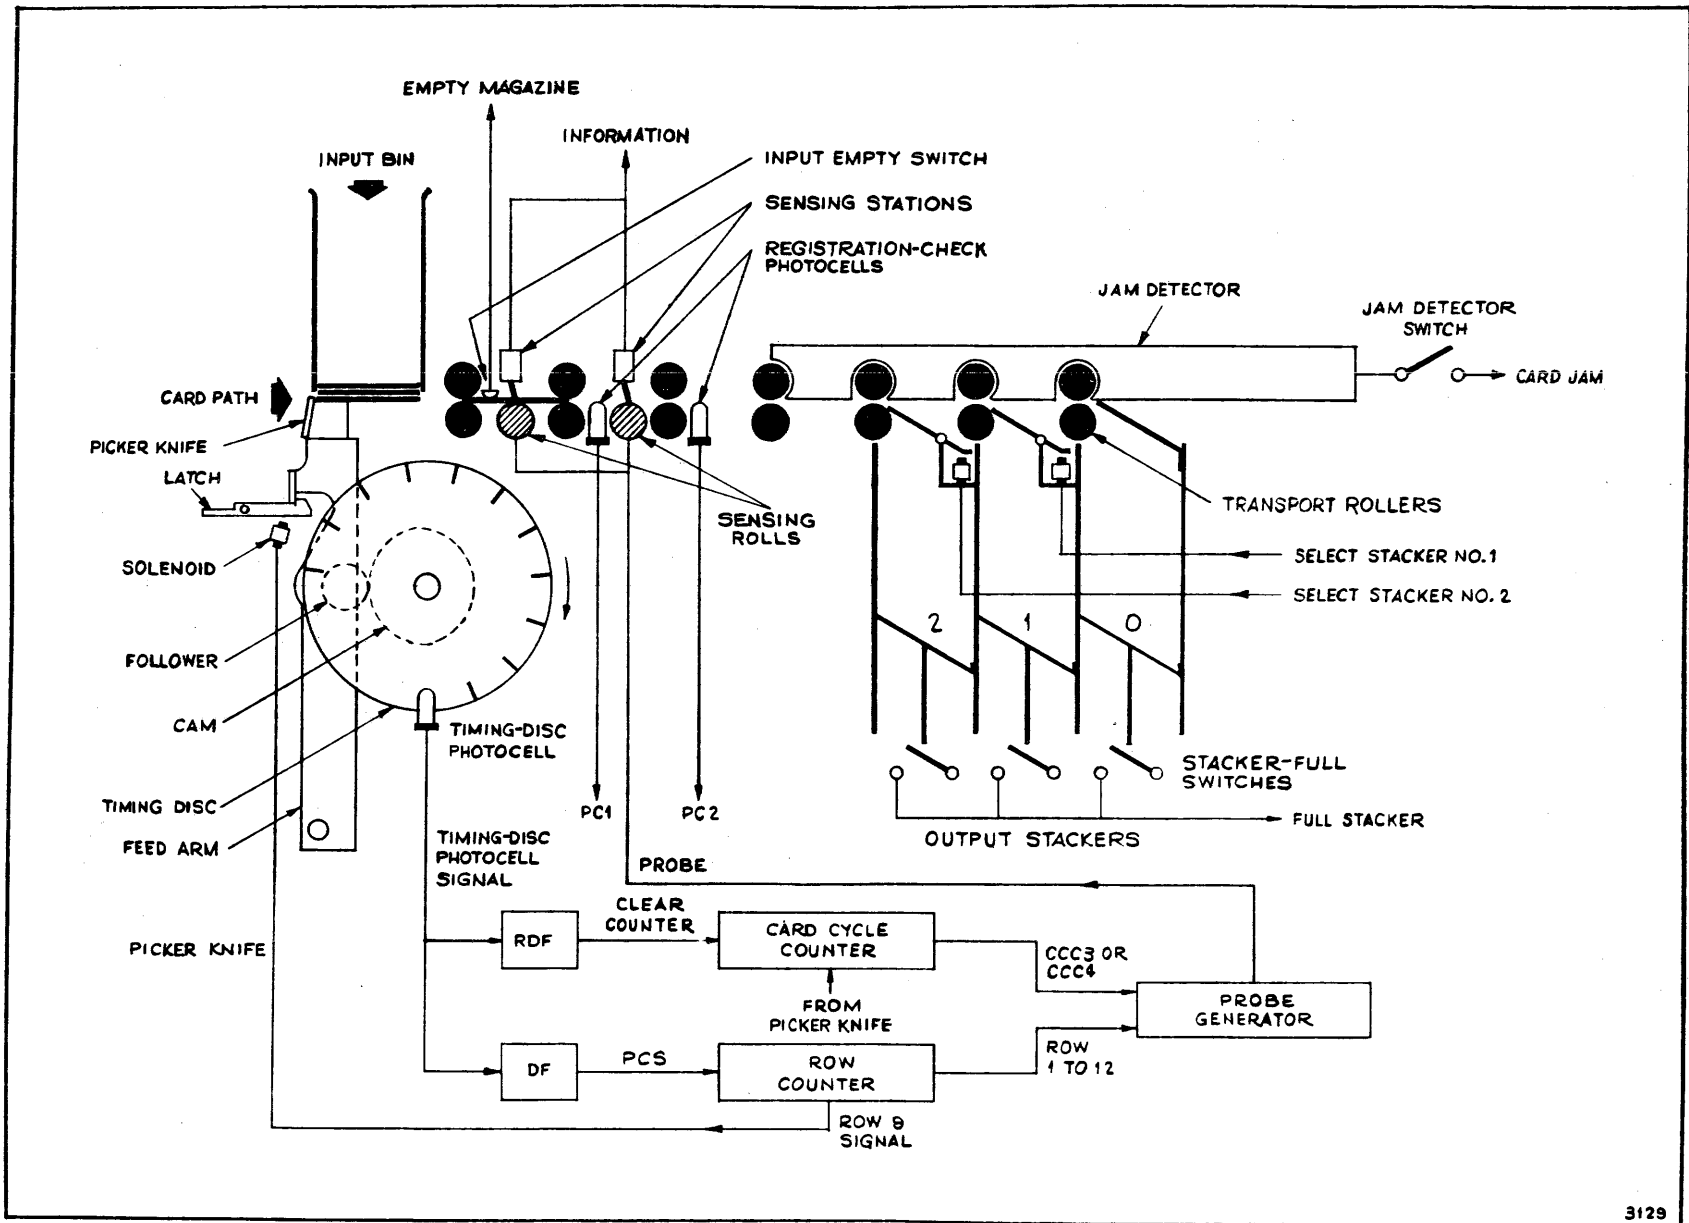 EMPTY MAGAZINE
INFORMATION
INPUT BIN
INPUT EMPTY SWITCH
SENSING STATIONS
REGISTRATION-CHECK
PHOTOCELLS
JAM DETECTOR
JAM DETECTOR
SWITCH
CARD JAM
CARD PATH
PICKER KNIFE
LATCH
SOLENOID
FOLLOWER
CAM
TIMING DISC
FEED ARM
SENSING
ROLLS
TRANSPORT ROLLERS
SELECT STACKER NO.1
SELECT STACKER NO.2
2
1
0
TIMING-DISC
PHOTOCELL
PC1
PC2
STACKER-FULL
SWITCHES
FULL STACKER
OUTPUT STACKERS
TIMING-DISC
PHOTOCELL
SIGNAL
PROBE
PICKER KNIFE
RDF
CLEAR
COUNTER
CARD CYCLE
COUNTER
CCC3 OR
CCC4
FROM
PICKER KNIFE
PROBE
GENERATOR
DF
PCS
ROW
COUNTER
ROW
1 TO 12
ROW 8
SIGNAL
3129